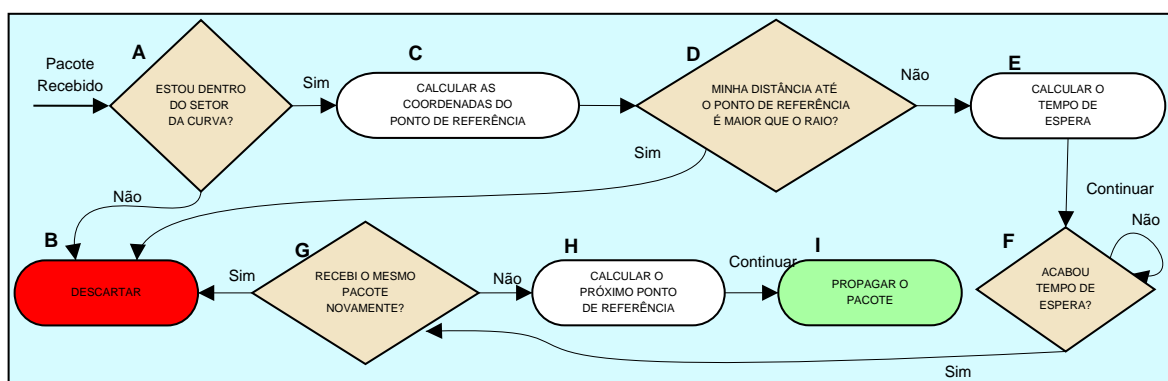 Pacote
Recebido
A
ESTOU DENTRO
DO SETOR
DA CURVA?
Sim
Não
C
CALCULAR AS
COORDENADAS DO
PONTO DE REFERÊNCIA
D
MINHA DISTÂNCIA ATÉ
O PONTO DE REFERÊNCIA
É MAIOR QUE O RAIO?
Não
Sim
E
CALCULAR O
TEMPO DE
ESPERA
Continuar
B
DESCARTAR
Sim
G
RECEBI O MESMO
PACOTE
NOVAMENTE?
Não
H
CALCULAR O
PRÓXIMO PONTO
DE REFERÊNCIA
Continuar
I
PROPAGAR O
PACOTE
F
ACABOU
TEMPO DE
ESPERA?
Não
Sim